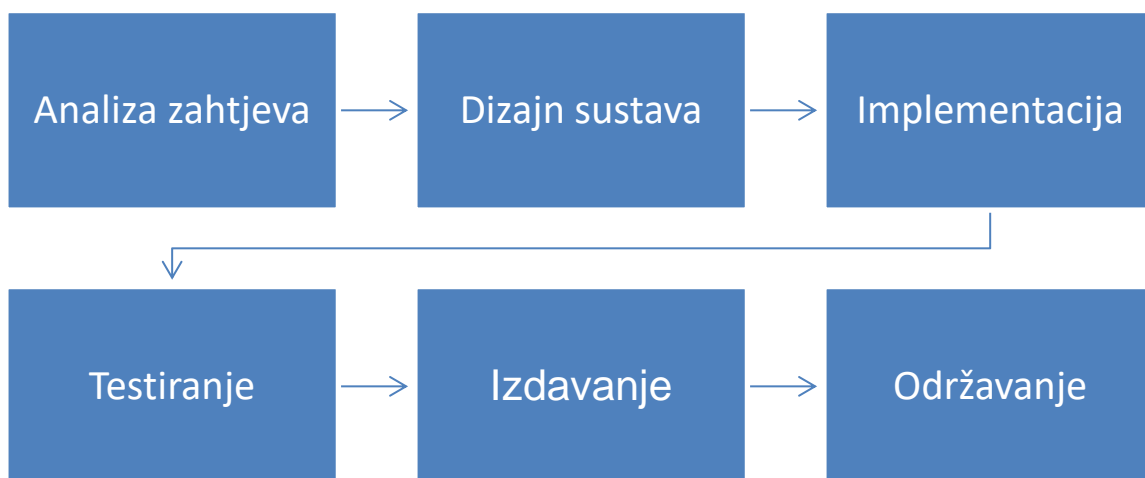 Analiza zahtjeva
Dizajn sustava
Implementacija
Testiranje
Izdavanje
Održavanje